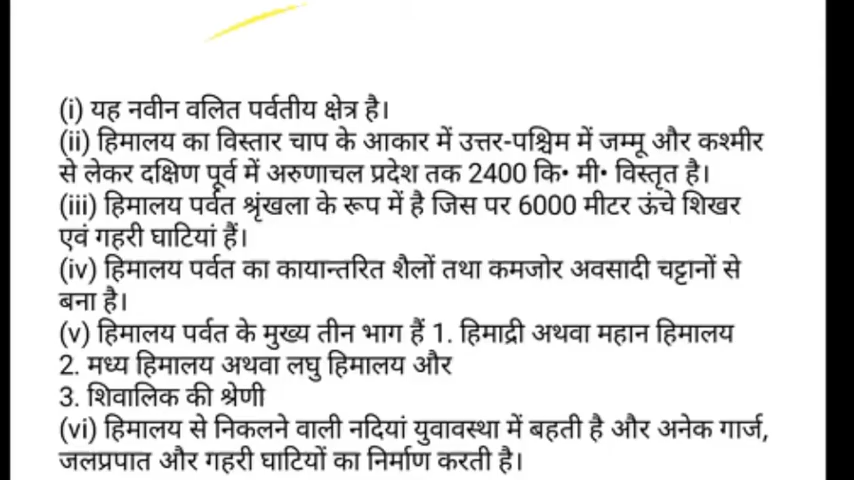 (i) यह नवीन वलित पर्वतीय क्षेत्र है।
(ii) हिमालय का विस्तार चाप के आकार में उत्तर-पश्चिम में जम्मू और कश्मीर
से लेकर दक्षिण पूर्व में अरुणाचल प्रदेश तक 2400 कि॰ मी॰ विस्तृत है।
(iii) हिमालय पर्वत श्रृंखला के रूप में है जिस पर 6000 मीटर ऊंचे शिखर
एवं गहरी घाटियां हैं।
(iv) हिमालय पर्वत का कायान्तरित शैलों तथा कमजोर अवसादी चट्टानों से
बना है।
(v) हिमालय पर्वत के मुख्य तीन भाग हैं 1. हिमाद्री अथवा महान हिमालय
2. मध्य हिमालय अथवा लघु हिमालय और
3. शिवालिक की श्रेणी
(vi) हिमालय से निकलने वाली नदियां युवावस्था में बहती है और अनेक गार्ज,
जलप्रपात और गहरी घाटियों का निर्माण करती है।